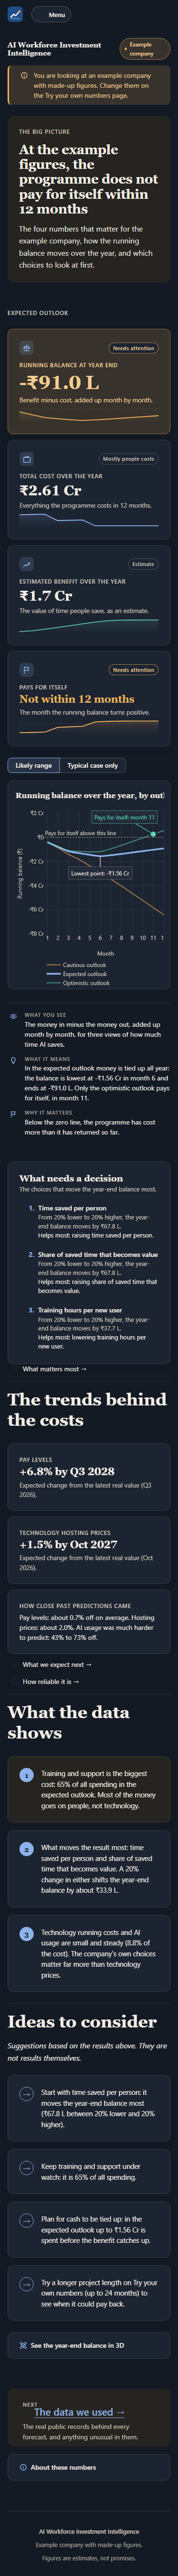 Menu
AI Workforce Investment
Intelligence
Example
company
You are looking at an example company
with made-up figures. Change them on
the Try your own numbers page.
THE BIG PICTURE
At the example
figures, the
programme does not
pay for itself within
12 months
The four numbers that matter for the
example company, how the running
balance moves over the year, and which
choices to look at first.
EXPECTED OUTLOOK
Needs attention
RUNNING BALANCE AT YEAR END
-₹91.0 L
Benefit minus cost, added up month by month.
Mostly people costs
TOTAL COST OVER THE YEAR
₹2.61 Cr
Everything the programme costs in 12 months.
Estimate
ESTIMATED BENEFIT OVER THE YEAR
₹1.7 Cr
The value of time people save, as an estimate.
Needs attention
PAYS FOR ITSELF
Not within 12 months
The month the running balance turns positive.
Likely range
Typical case only
Running balance over the year, by outl
₹2 Cr
Pays for itself: month 11
Pays for itself above this line
₹0
-₹2 Cr
Lowest point: -₹1.56 Cr
-₹4 Cr
-₹6 Cr
-₹8 Cr
Running balance (₹)
1 2 3 4 5 6 7 8 9 10 11 1
Month
Cautious outlook
Expected outlook
Optimistic outlook
WHAT YOU SEE
The money in minus the money out, added up
month by month, for three views of how much
time AI saves.
WHAT IT MEANS
In the expected outlook money is tied up all year:
the balance is lowest at -₹1.56 Cr in month 6 and
ends at -₹91.0 L. Only the optimistic outlook pays
for itself, in month 11.
WHY IT MATTERS
Below the zero line, the programme has cost
more than it has returned so far.
What needs a decision
The choices that move the year-end balance most.
1. Time saved per person
From 20% lower to 20% higher, the year-
end balance moves by ₹67.8 L.
Helps most: raising time saved per person.
2. Share of saved time that becomes value
From 20% lower to 20% higher, the year-
end balance moves by ₹67.8 L.
Helps most: raising share of saved time that
becomes value.
3. Training hours per new user
From 20% lower to 20% higher, the year-
end balance moves by ₹37.7 L.
Helps most: lowering training hours per
new user.
What matters most →
The trends behind
the costs
PAY LEVELS
+6.8% by Q3 2028
Expected change from the latest real value (Q3
2026).
TECHNOLOGY HOSTING PRICES
+1.5% by Oct 2027
Expected change from the latest real value (Oct
2026).
HOW CLOSE PAST PREDICTIONS CAME
Pay levels: about 0.7% off on average. Hosting
prices: about 2.0%. AI usage was much harder
to predict: 43% to 73% off.
What we expect next →
How reliable it is →
What the data
shows
1
Training and support is the biggest
cost: 65% of all spending in the
expected outlook. Most of the money
goes on people, not technology.
2
What moves the result most: time
saved per person and share of saved
time that becomes value. A 20%
change in either shifts the year-end
balance by about ₹33.9 L.
3
Technology running costs and AI
usage are small and steady (8.8% of
the cost). The company's own choices
matter far more than technology
prices.
Ideas to consider
Suggestions based on the results above. They are
not results themselves.
→
Start with time saved per person: it
moves the year-end balance most
(₹67.8 L between 20% lower and 20%
higher).
→
Keep training and support under
watch: it is 65% of all spending.
→
Plan for cash to be tied up: in the
expected outlook up to ₹1.56 Cr is
spent before the benefit catches up.
→
Try a longer project length on Try your
own numbers (up to 24 months) to
see when it could pay back.
See the year-end balance in 3D
NEXT
The data we used →
The real public records behind every
forecast, and anything unusual in them.
About these numbers
AI Workforce Investment Intelligence
Example company with made-up figures.
Figures are estimates, not promises.